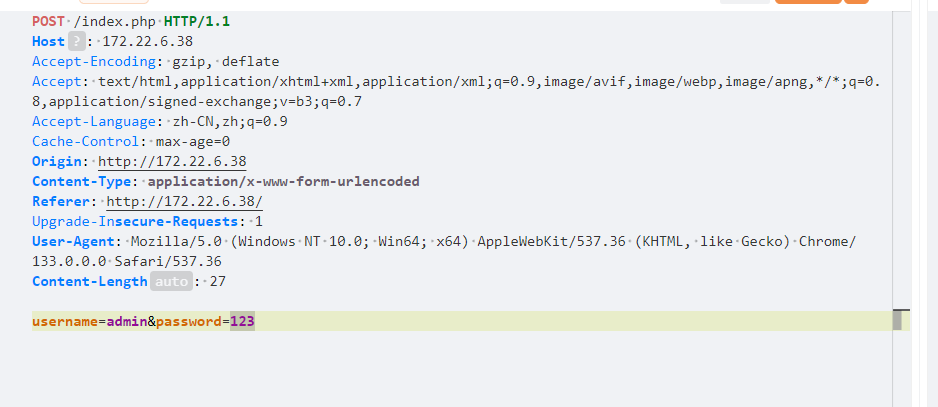 POST /index.php HTTP/1.1
Host ? : 172.22.6.38
Accept-Encoding: gzip, deflate
Accept: text/html,application/xhtml+xml,application/xml;q=0.9,image/avif,image/webp,image/apng,*/*;q=0.
8,application/signed-exchange;v=b3;q=0.7
Accept-Language: zh-CN,zh;q=0.9
Cache-Control: max-age=0
Origin: http://172.22.6.38
Content-Type: application/x-www-form-urlencoded
Referer: http://172.22.6.38/
Upgrade-Insecure-Requests: 1
User-Agent: Mozilla/5.0 (Windows NT 10.0; Win64; x64) AppleWebKit/537.36 (KHTML, like Gecko) Chrome/
133.0.0.0 Safari/537.36
Content-Length auto : 27

username=admin&password=123